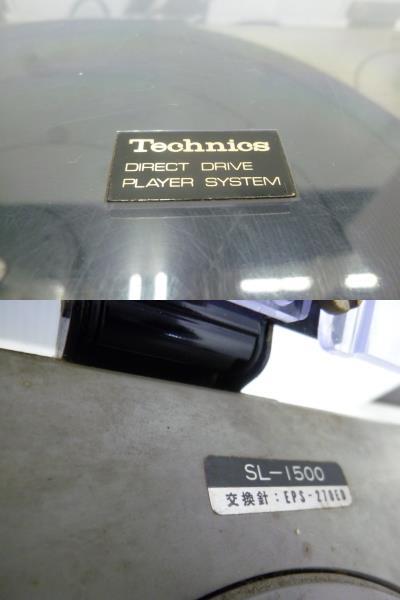 Technics
DIRECT DRIVE
PLAYER SYSTEM
SL-1500
交換針：EPS-270ED